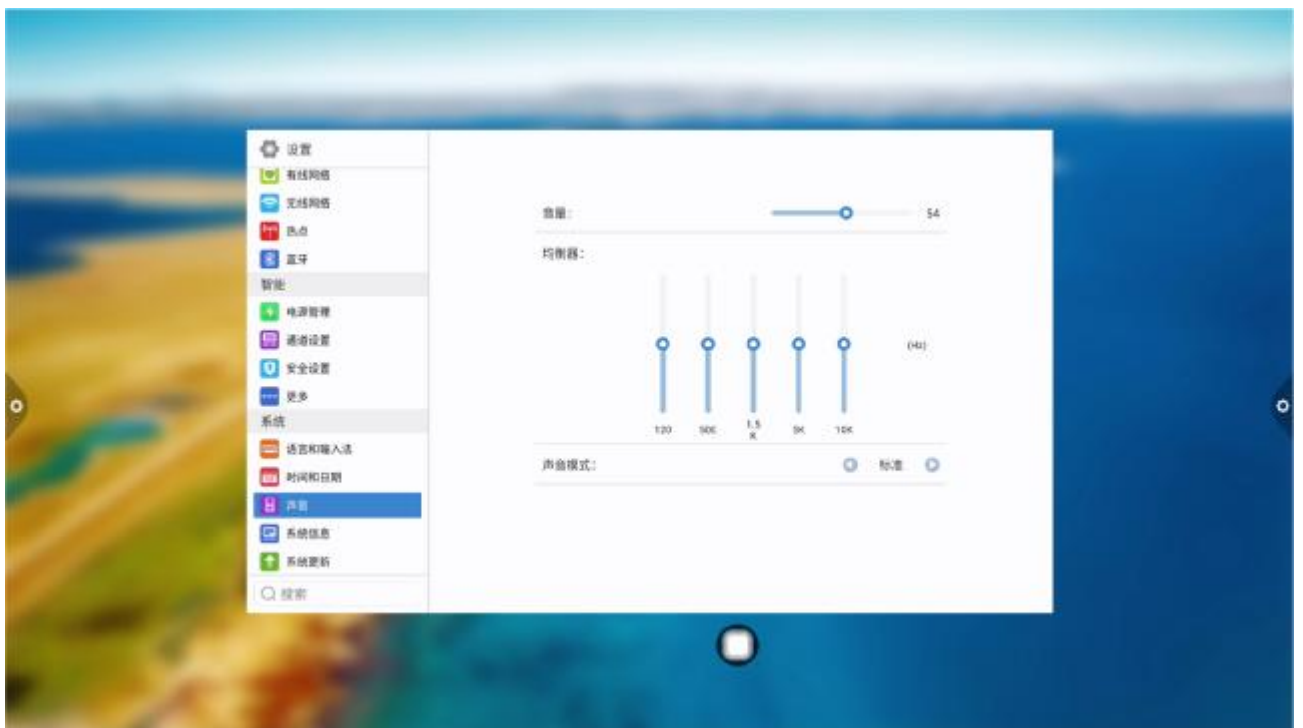 设置
有线网络
无线网络
热点
蓝牙
智能
电源管理
通道设置
安全设置
更多
系统
语言和输入法
时间和日期
声音
系统信息
系统更新
搜索
音量：
54
均衡器：
(Hz)
120
500
1.5
K
5K
10K
声音模式：
标准